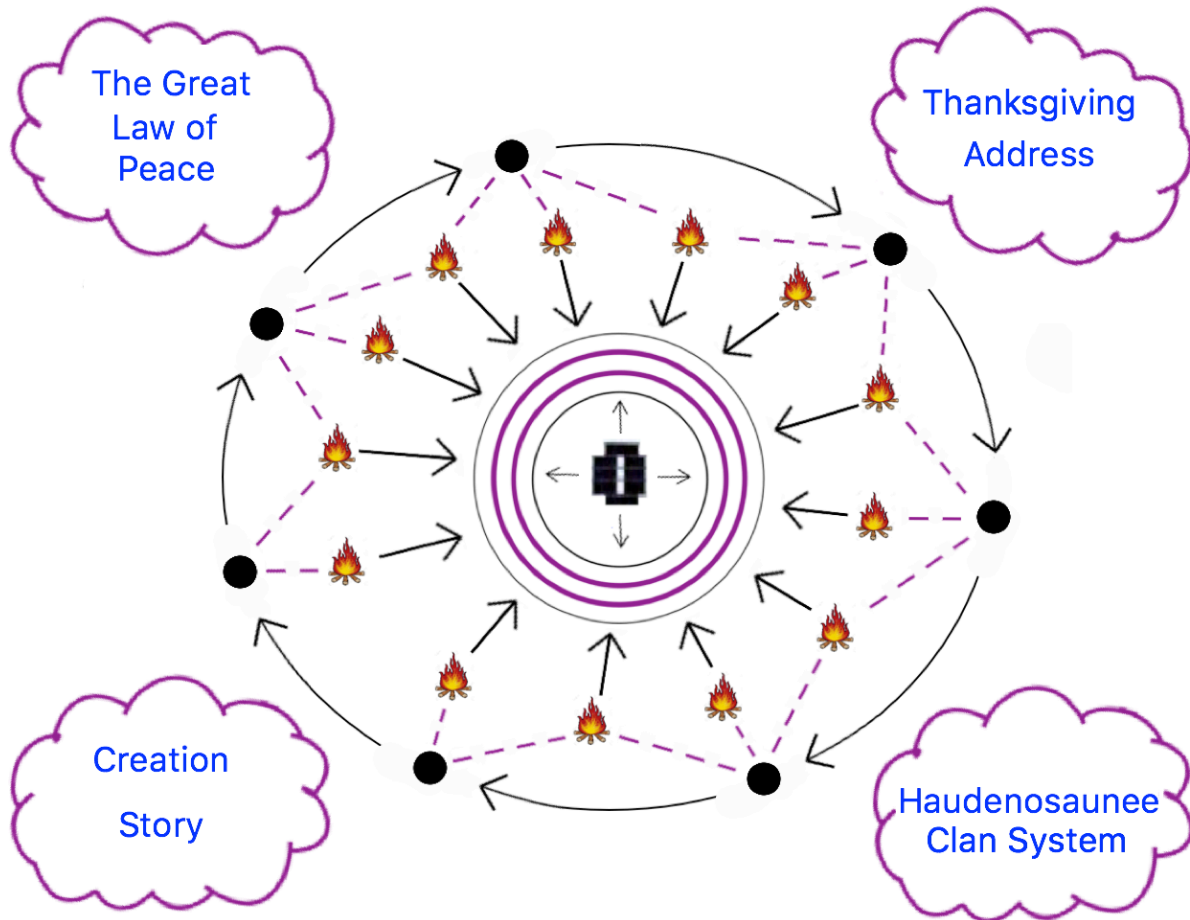 The Great
Law of
Peace
Thanksgiving
Address
Creation
Story
Haudenosaunee
Clan System